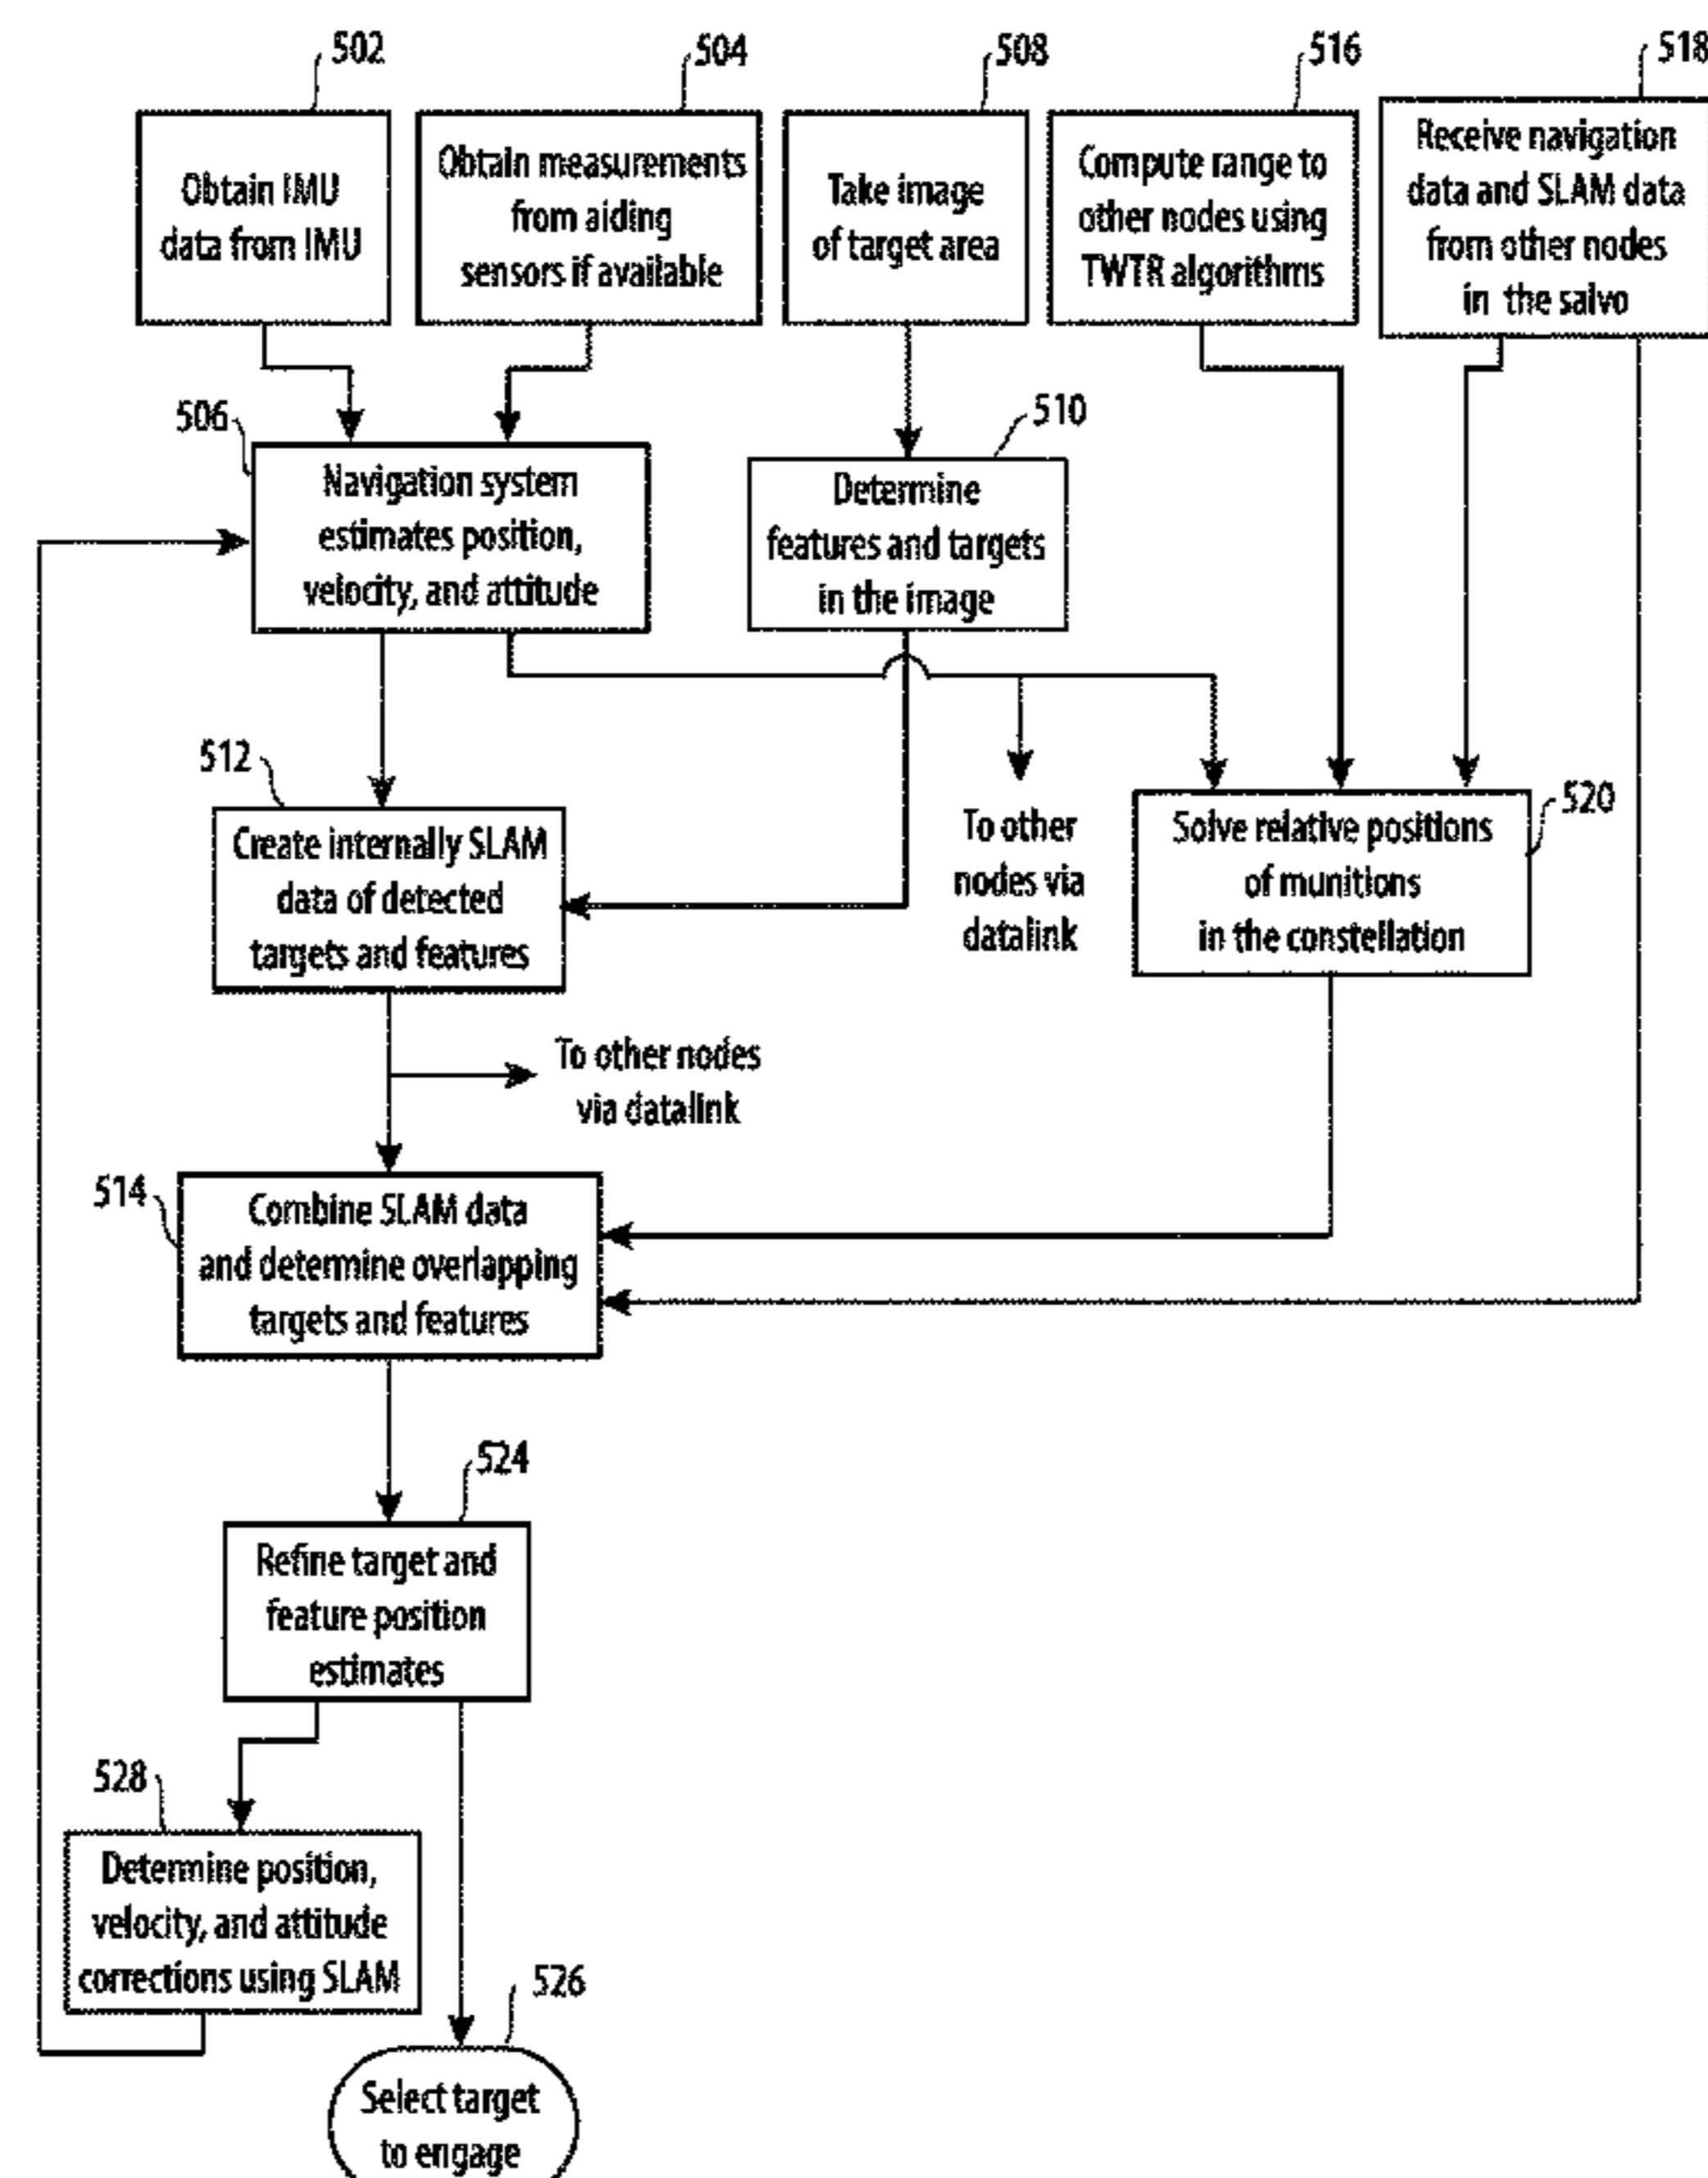 502
504
508
516
518
Obtain IMU
data from IMU
Obtain measurements
from aiding
sensors if available
Take image
of target area
Compute range to
other nodes using
TWTR algorithms
Receive navigation
data and SLAM data
from other nodes
in the salvo
506
Navigation system
estimates position,
velocity, and attitude
510
Determine
features and targets
in the image
512
Create internally SLAM
data of detected
targets and features
To other
nodes via
datalink
520
Solve relative positions
of munitions
in the constellation
To other nodes
via datalink
514
Combine SLAM data
and determine overlapping
targets and features
524
Refine target and
feature position
estimates
528
Determine position,
velocity, and attitude
corrections using SLAM
526
Select target
to engage